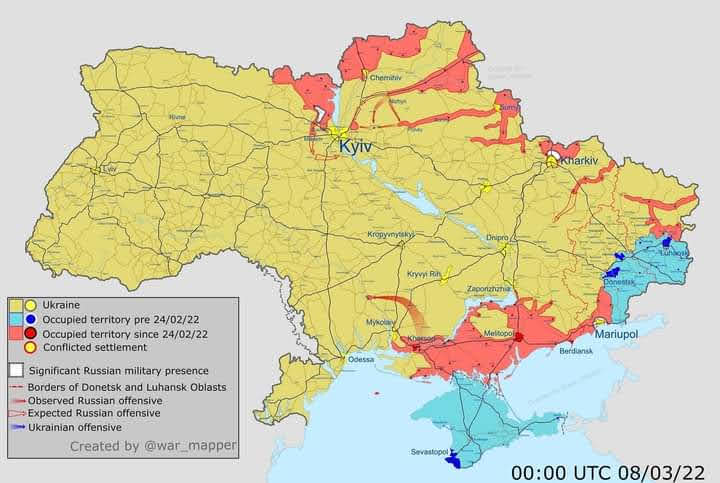 Chernihiv
Nizhyn
Sumy
Rivne
Kyiv
Kharkiv
Lviv
Kropyvnytskyi
Dnipro
Luhansk
Donetsk
Kryvyi Rih
Zaporizhzhia
Mykolaiv
Kherson
Melitopol
Mariupol
Berdiansk
Odessa
Sevastopol
Ukraine
Occupied territory pre 24/02/22
Occupied territory since 24/02/22
Conflicted settlement
Significant Russian military presence
Borders of Donetsk and Luhansk Oblasts
Observed Russian offensive
Expected Russian offensive
Ukrainian offensive
Created by @war_mapper
00:00 UTC 08/03/22